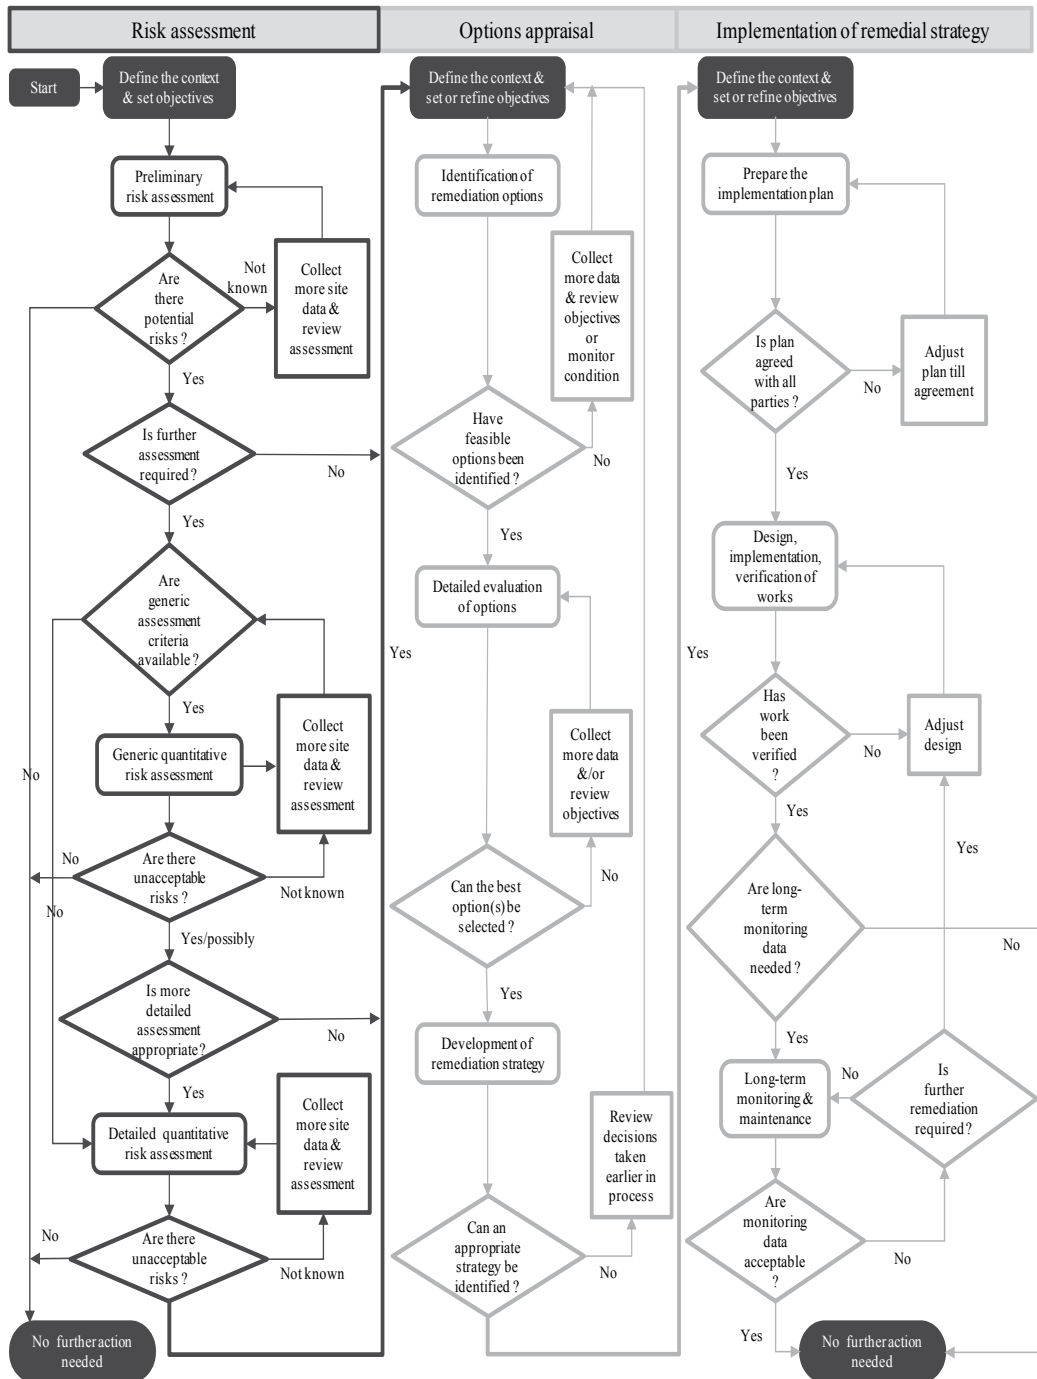 Risk assessment
Options appraisal
Implementation of remedial strategy
Start
Define the context
& set objectives
Preliminary
risk assessment
Not
known
Are
there
potential
risks ?
Collect
more site
data &
review
assessment
Yes
Is further
assessment
required ?
No
Yes
Are
generic
assessment
criteria
available ?
Yes
Generic quantitative
risk assessment
Collect
more site
data &
review
assessment
No
No
Are there
unacceptable
risks ?
Not known
No
Yes/possibly
Is more
detailed
assessment
appropriate?
No
Yes
Detailed quantitative
risk assessment
Collect
more site
data &
review
assessment
No
Are there
unacceptable
risks ?
Not known
No further action
needed
Yes
Define the context &
set or refine objectives
Identification of
remediation options
Collect
more data
& review
objectives
or
monitor
condition
Have
feasible
options been
identified ?
No
Yes
Detailed evaluation
of options
Collect
more data
&/or
review
objectives
Can the best
option(s) be
selected ?
No
Yes
Development of
remediation strategy
Review
decisions
taken
earlier in
process
Can an
appropriate
strategy be
identified ?
No
Yes
Define the context &
set or refine objectives
Prepare the
implementation plan
Is plan
agreed
with all
parties ?
No
Adjust
plan till
agreement
Yes
Design,
implementation,
verification of
works
Has
work
been
verified
?
No
Adjust
design
Yes
Yes
Are long-
term
monitoring
data
needed ?
No
Yes
Long-term
monitoring &
maintenance
No
Is
further
remediation
required ?
Are
monitoring
data
acceptable
?
No
Yes
No further action
needed